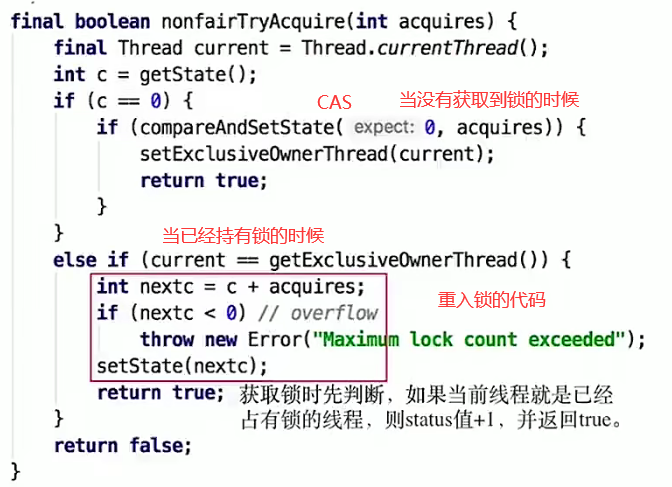 final boolean nonfairTryAcquire(int acquires) {
final Thread current = Thread.currentThread();
int c = getState();
if (c == 0) {
CAS 当没有获取到锁的时候
if (compareAndSetState( expect: 0, acquires)) {
setExclusiveOwnerThread(current);
return true;
}
}
当已经持有锁的时候
else if (current == getExclusiveOwnerThread()) {
int nextc = c + acquires;
重入锁的代码
if (nextc < 0) // overflow
throw new Error("Maximum lock count exceeded");
setState(nextc);
return true; 获取锁时先判断，如果当前线程就是已经
} 占有锁的线程，则status值+1，并返回true。
return false;
}